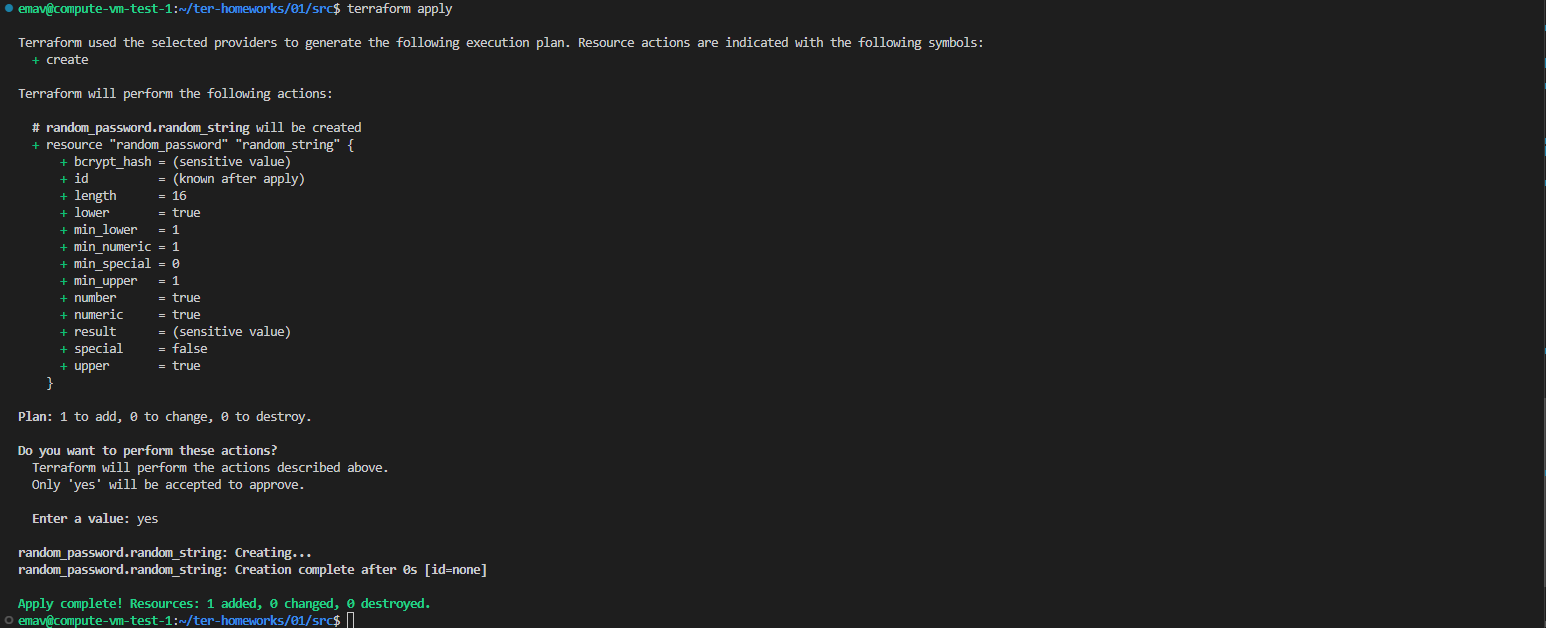 emav@compute-vm-test-1:~/ter-homeworks/01/src$ terraform apply
Terraform used the selected providers to generate the following execution plan. Resource actions are indicated with the following symbols:
  + create
Terraform will perform the following actions:
  # random_password.random_string will be created
  + resource "random_password" "random_string" {
      + bcrypt_hash = (sensitive value)
      + id          = (known after apply)
      + length      = 16
      + lower       = true
      + min_lower   = 1
      + min_numeric = 1
      + min_special = 0
      + min_upper   = 1
      + number      = true
      + numeric     = true
      + result      = (sensitive value)
      + special     = false
      + upper       = true
    }
Plan: 1 to add, 0 to change, 0 to destroy.
Do you want to perform these actions?
  Terraform will perform the actions described above.
  Only 'yes' will be accepted to approve.
  Enter a value: yes
random_password.random_string: Creating...
random_password.random_string: Creation complete after 0s [id=none]
Apply complete! Resources: 1 added, 0 changed, 0 destroyed.
emav@compute-vm-test-1:~/ter-homeworks/01/src$